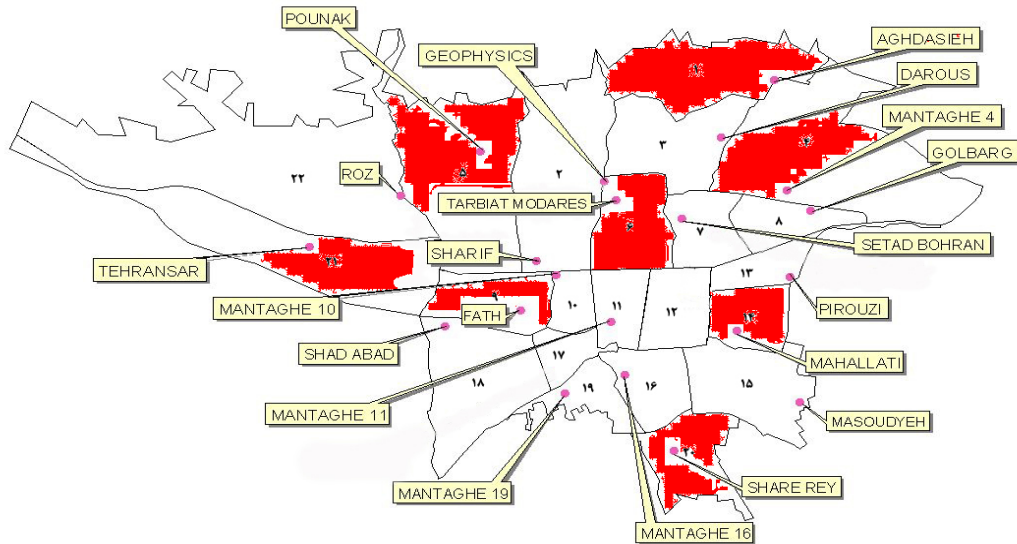 POUNAK
AGHDASIEH
GEOPHYSICS
DAROUS
MANTAGHE 4
GOLBARG
۳
۲
۲۲
ROZ
TARBIAT MODARES
۸
۷
SETAD BOHRAN
SHARIF
TEHRANSAR
۱۳
MANTAGHE 10
۱۰
۱۱
۱۲
PIROUZI
FATH
SHAD ABAD
۱۷
MAHALLATI
۱۸
۱۹
۱۶
۱۵
MANTAGHE 11
MASOUDYEH
MANTAGHE 19
SHARE REY
MANTAGHE 16